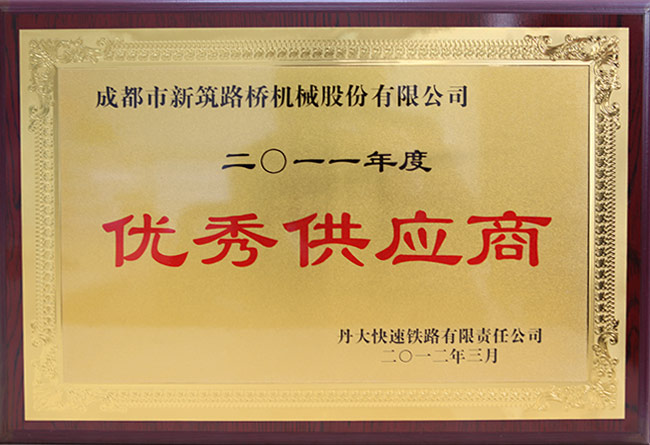 成都市新筑路桥机械股份有限公司
二〇一一年度
优秀供应商
丹大快速铁路有限责任公司
二〇一二年三月